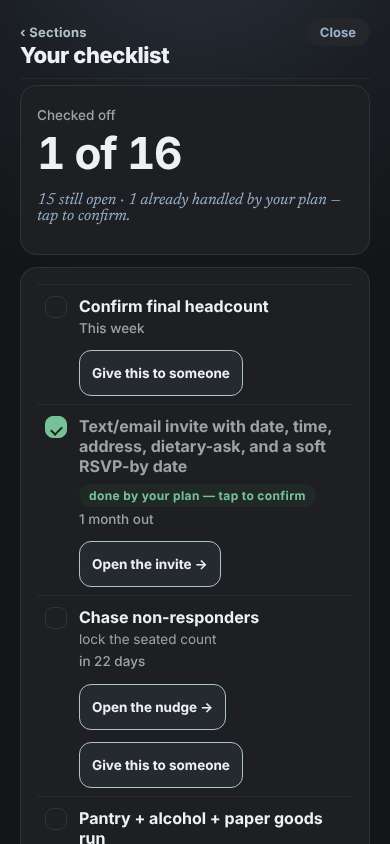 ‹ Sections
Close
Your checklist
Checked off
1 of 16
15 still open · 1 already handled by your plan –
tap to confirm.
Confirm final headcount
This week
Give this to someone
Text/email invite with date, time,
address, dietary-ask, and a soft
RSVP-by date
done by your plan — tap to confirm
1 month out
Open the invite →
Chase non-responders
lock the seated count
in 22 days
Open the nudge →
Give this to someone
Pantry + alcohol + paper goods
run